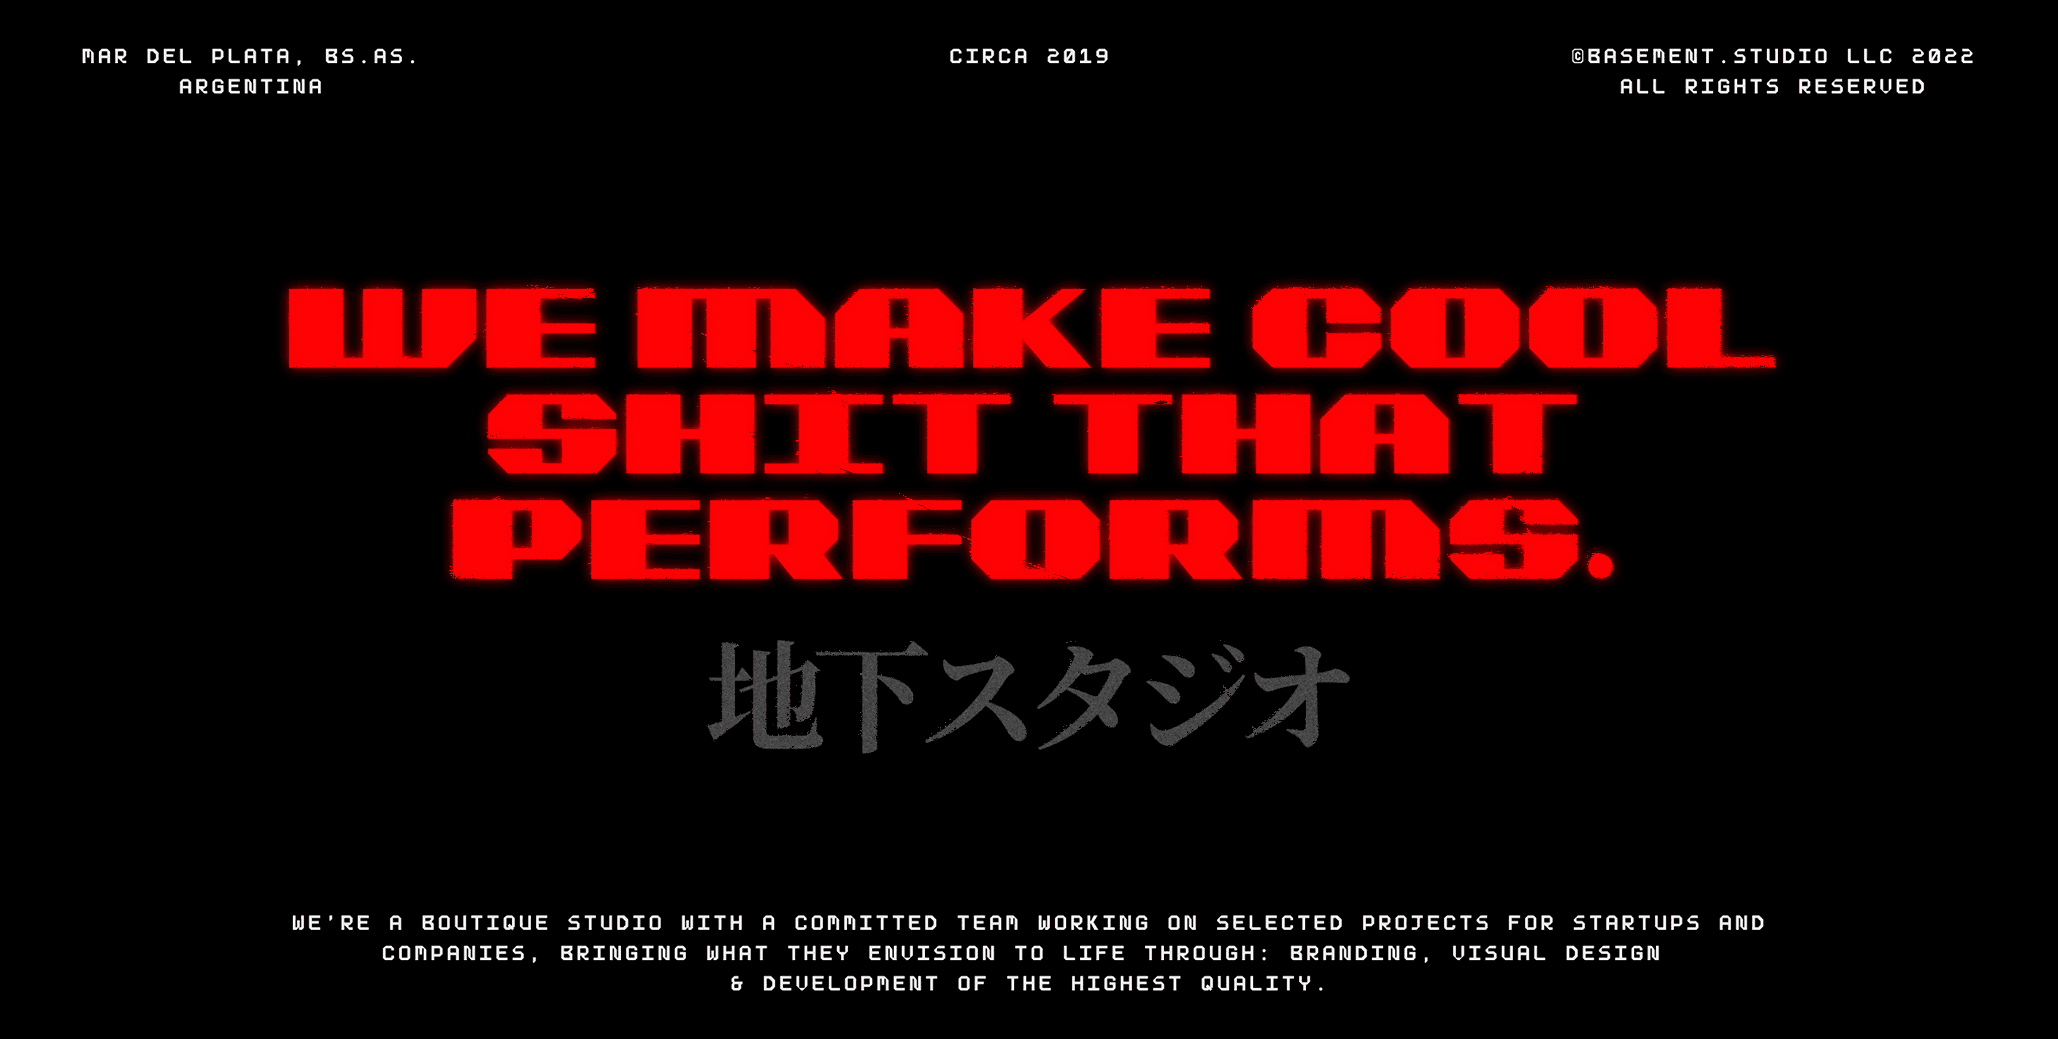 MAR DEL PLATA, BS.AS.
ARGENTINA
CIRCA 2019
©BASEMENT.STUDIO LLC 2022
ALL RIGHTS RESERVED
WE MAKE COOL
SHIT THAT
PERFORMS.
地下スタジオ
WE'RE A BOUTIQUE STUDIO WITH A COMMITTED TEAM WORKING ON SELECTED PROJECTS FOR STARTUPS AND
COMPANIES, BRINGING WHAT THEY ENVISION TO LIFE THROUGH: BRANDING, VISUAL DESIGN
& DEVELOPMENT OF THE HIGHEST QUALITY.